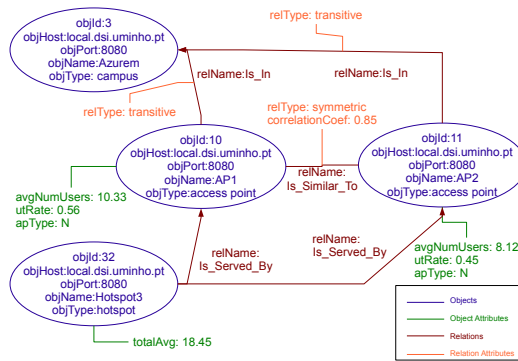 objId:3
objHost:local.dsi.uminho.pt
objPort:8080
objName:Azurem
objType: campus
relType: transitive
relName:Is_In
relName:Is_In
relType: transitive
relType: symmetric
correlationCoef: 0.85
objId:10
objHost:local.dsi.uminho.pt
objPort:8080
objName:AP1
objType:access point
relName:
Is_Similar_To
objId:11
objHost:local.dsi.uminho.pt
objPort:8080
objName:AP2
objType:access point
avgNumUsers: 10.33
utRate: 0.56
apType: N
relName:
Is_Served_By
relName:
Is_Served_By
avgNumUsers: 8.12
utRate: 0.45
apType: N
objId:32
objHost:local.dsi.uminho.pt
objPort:8080
objName:Hotspot3
objType:hotspot
totalAvg: 18.45
Objects
Object Attributes
Relations
Relation Attributes